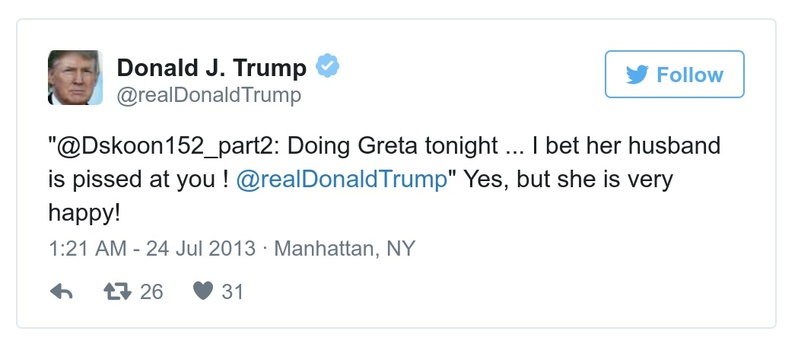 Donald J. Trump
@realDonaldTrump
Follow
"@Dskoon152_part2: Doing Greta tonight ... I bet her husband
is pissed at you ! @realDonaldTrump" Yes, but she is very
happy!
1:21 AM - 24 Jul 2013 · Manhattan, NY
26 31